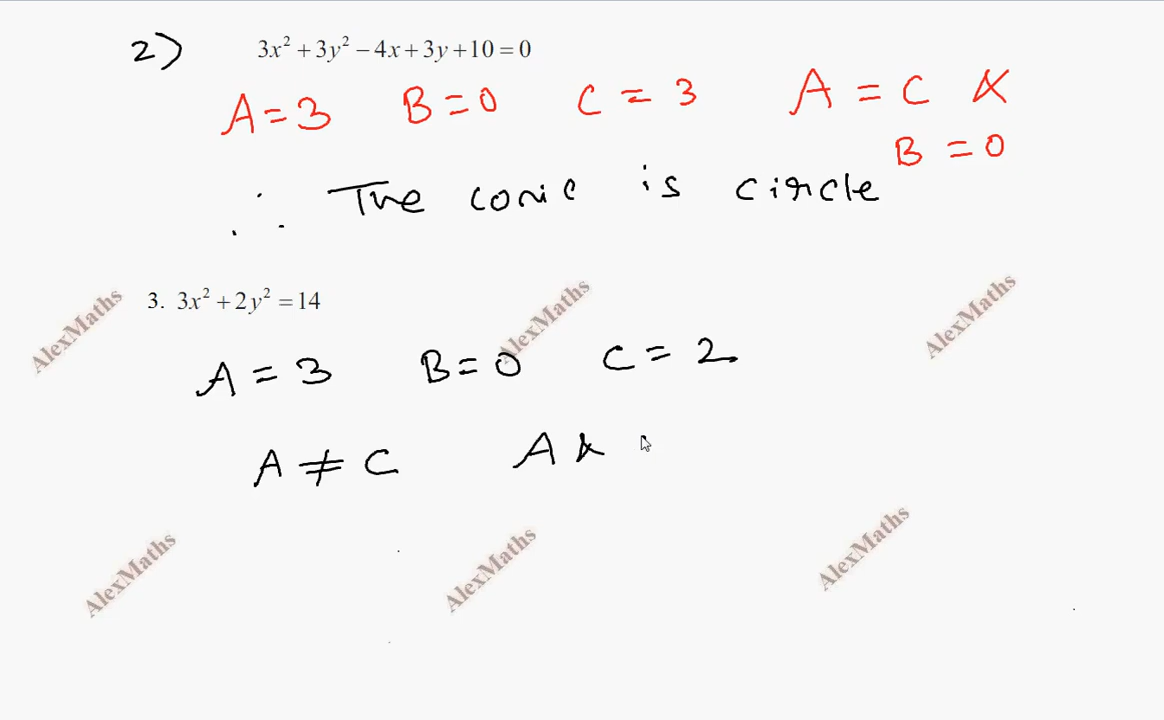 2) 3x² + 3y² − 4x + 3y + 10 = 0
A = 3 B = 0 C = 3 A = C &
B = 0
∴ The conic is circle
3. 3x² + 2y² = 14
AlexMaths AlexMaths AlexMaths
A = 3 B = 0 C = 2
A ≠ C A &
AlexMaths AlexMaths AlexMaths